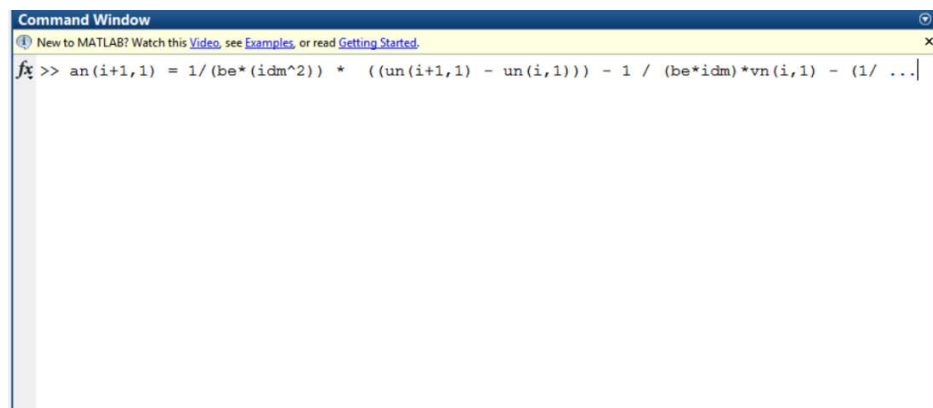 Command Window
New to MATLAB? Watch this Video, see Examples, or read Getting Started.
fx >> an(i+1,1) = 1/(be*(idm^2)) *  ((un(i+1,1) - un(i,1))) - 1 / (be*idm)*vn(i,1) - (1/ ...